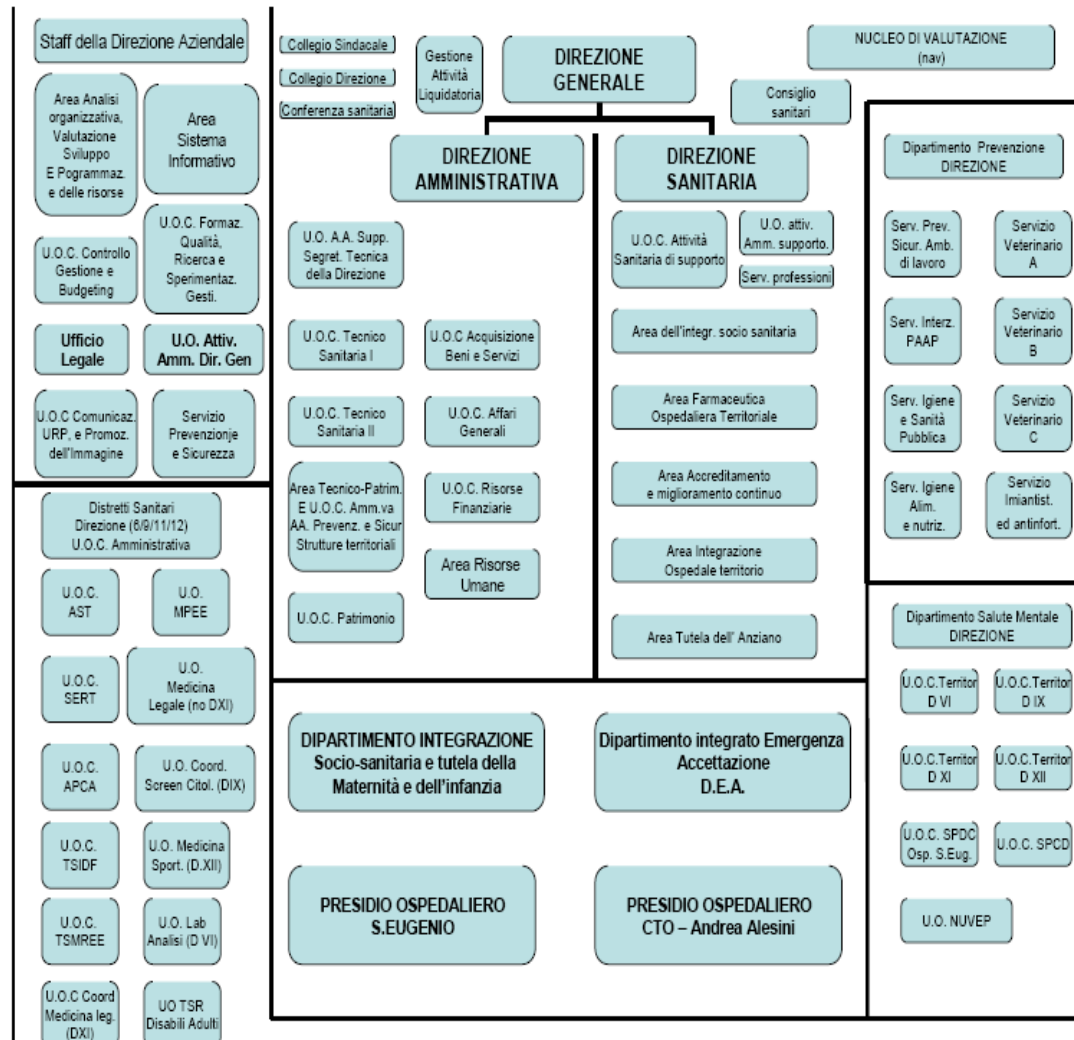 Staff della Direzione Aziendale
Area Analisi
organizzativa,
Valutazione
Sviluppo
E Pogrammaz.
e delle risorse
Area
Sistema
Informativo
U.O.C. Controllo
Gestione e
Budgeting
U.O.C. Formaz.
Qualità,
Ricerca e
Sperimentaz.
Gesti.
Ufficio
Legale
U.O. Attiv.
Amm. Dir. Gen
U.O.C Comunicaz.
URP, e Promoz.
dell'Immagine
Servizio
Prevenzionje
e Sicurezza
Distretti Sanitari
Direzione (6/9/11/12)
U.O.C. Amministrativa
U.O.C.
AST
U.O.
MPEE
U.O.C.
SERT
U.O.
Medicina
Legale (no DXI)
U.O.C.
APCA
U.O. Coord.
Screen Citol. (DIX)
U.O.C.
TSIDF
U.O. Medicina
Sport. (D.XII)
U.O.C.
TSMREE
U.O. Lab
Analisi (D VI)
U.O.C Coord
Medicina leg.
(DXI)
UO TSR
Disabili Adulti
Collegio Sindacale
Collegio Direzione
Conferenza sanitaria
Gestione
Attività
Liquidatoria
DIREZIONE
GENERALE
NUCLEO DI VALUTAZIONE
(nav)
Consiglio
sanitari
DIREZIONE
AMMINISTRATIVA
DIREZIONE
SANITARIA
U.O. A.A. Supp.
Segret. Tecnica
della Direzione
U.O.C. Tecnico
Sanitaria I
U.O.C Acquisizione
Beni e Servizi
U.O.C. Tecnico
Sanitaria II
U.O.C. Affari
Generali
Area Tecnico-Patrim.
E U.O.C. Amm.va
AA. Prevenz. e Sicur
Strutture territoriali
U.O.C. Risorse
Finanziarie
Area Risorse
Umane
U.O.C. Patrimonio
U.O.C. Attività
Sanitaria di supporto
U.O. attiv.
Amm. supporto.
Serv. professioni
Area dell'integr. socio sanitaria
Area Farmaceutica
Ospedaliera Territoriale
Area Accreditamento
e miglioramento continuo
Area Integrazione
Ospedale territorio
Area Tutela dell' Anziano
DIPARTIMENTO INTEGRAZIONE
Socio-sanitaria e tutela della
Maternità e dell'infanzia
Dipartimento integrato Emergenza
Accettazione
D.E.A.
PRESIDIO OSPEDALIERO
S.EUGENIO
PRESIDIO OSPEDALIERO
CTO – Andrea Alesini
Dipartimento Prevenzione
DIREZIONE
Serv. Prev.
Sicur. Amb.
di lavoro
Servizio
Veterinario
A
Serv. Interz.
PAAP
Servizio
Veterinario
B
Serv. Igiene
e Sanità
Pubblica
Servizio
Veterinario
C
Serv. Igiene
Alim.
e nutriz.
Servizio
Imiantist.
ed antinfort.
Dipartimento Salute Mentale
DIREZIONE
U.O.C.Territor
D VI
U.O.C.Territor
D IX
U.O.C.Territor
D XI
U.O.C.Territor
D XII
U.O.C. SPDC
Osp. S.Eug.
U.O.C. SPCD
U.O. NUVEP